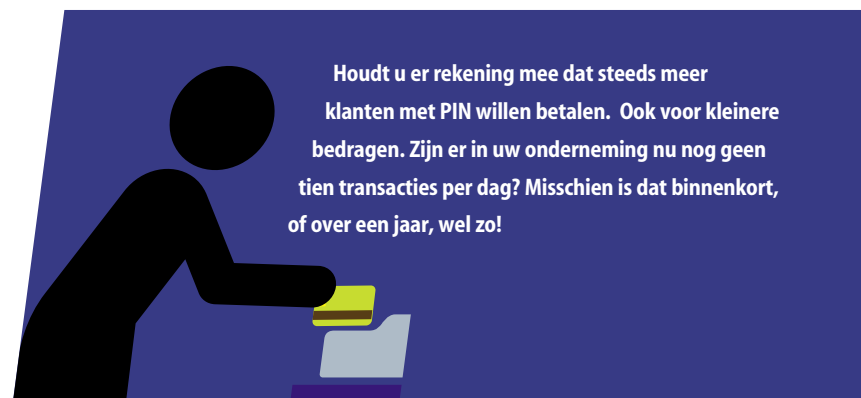 Houdt u er rekening mee dat steeds meer
klanten met PIN willen betalen.  Ook voor kleinere
bedragen. Zijn er in uw onderneming nu nog geen
tien transacties per dag? Misschien is dat binnenkort,
of over een jaar, wel zo!